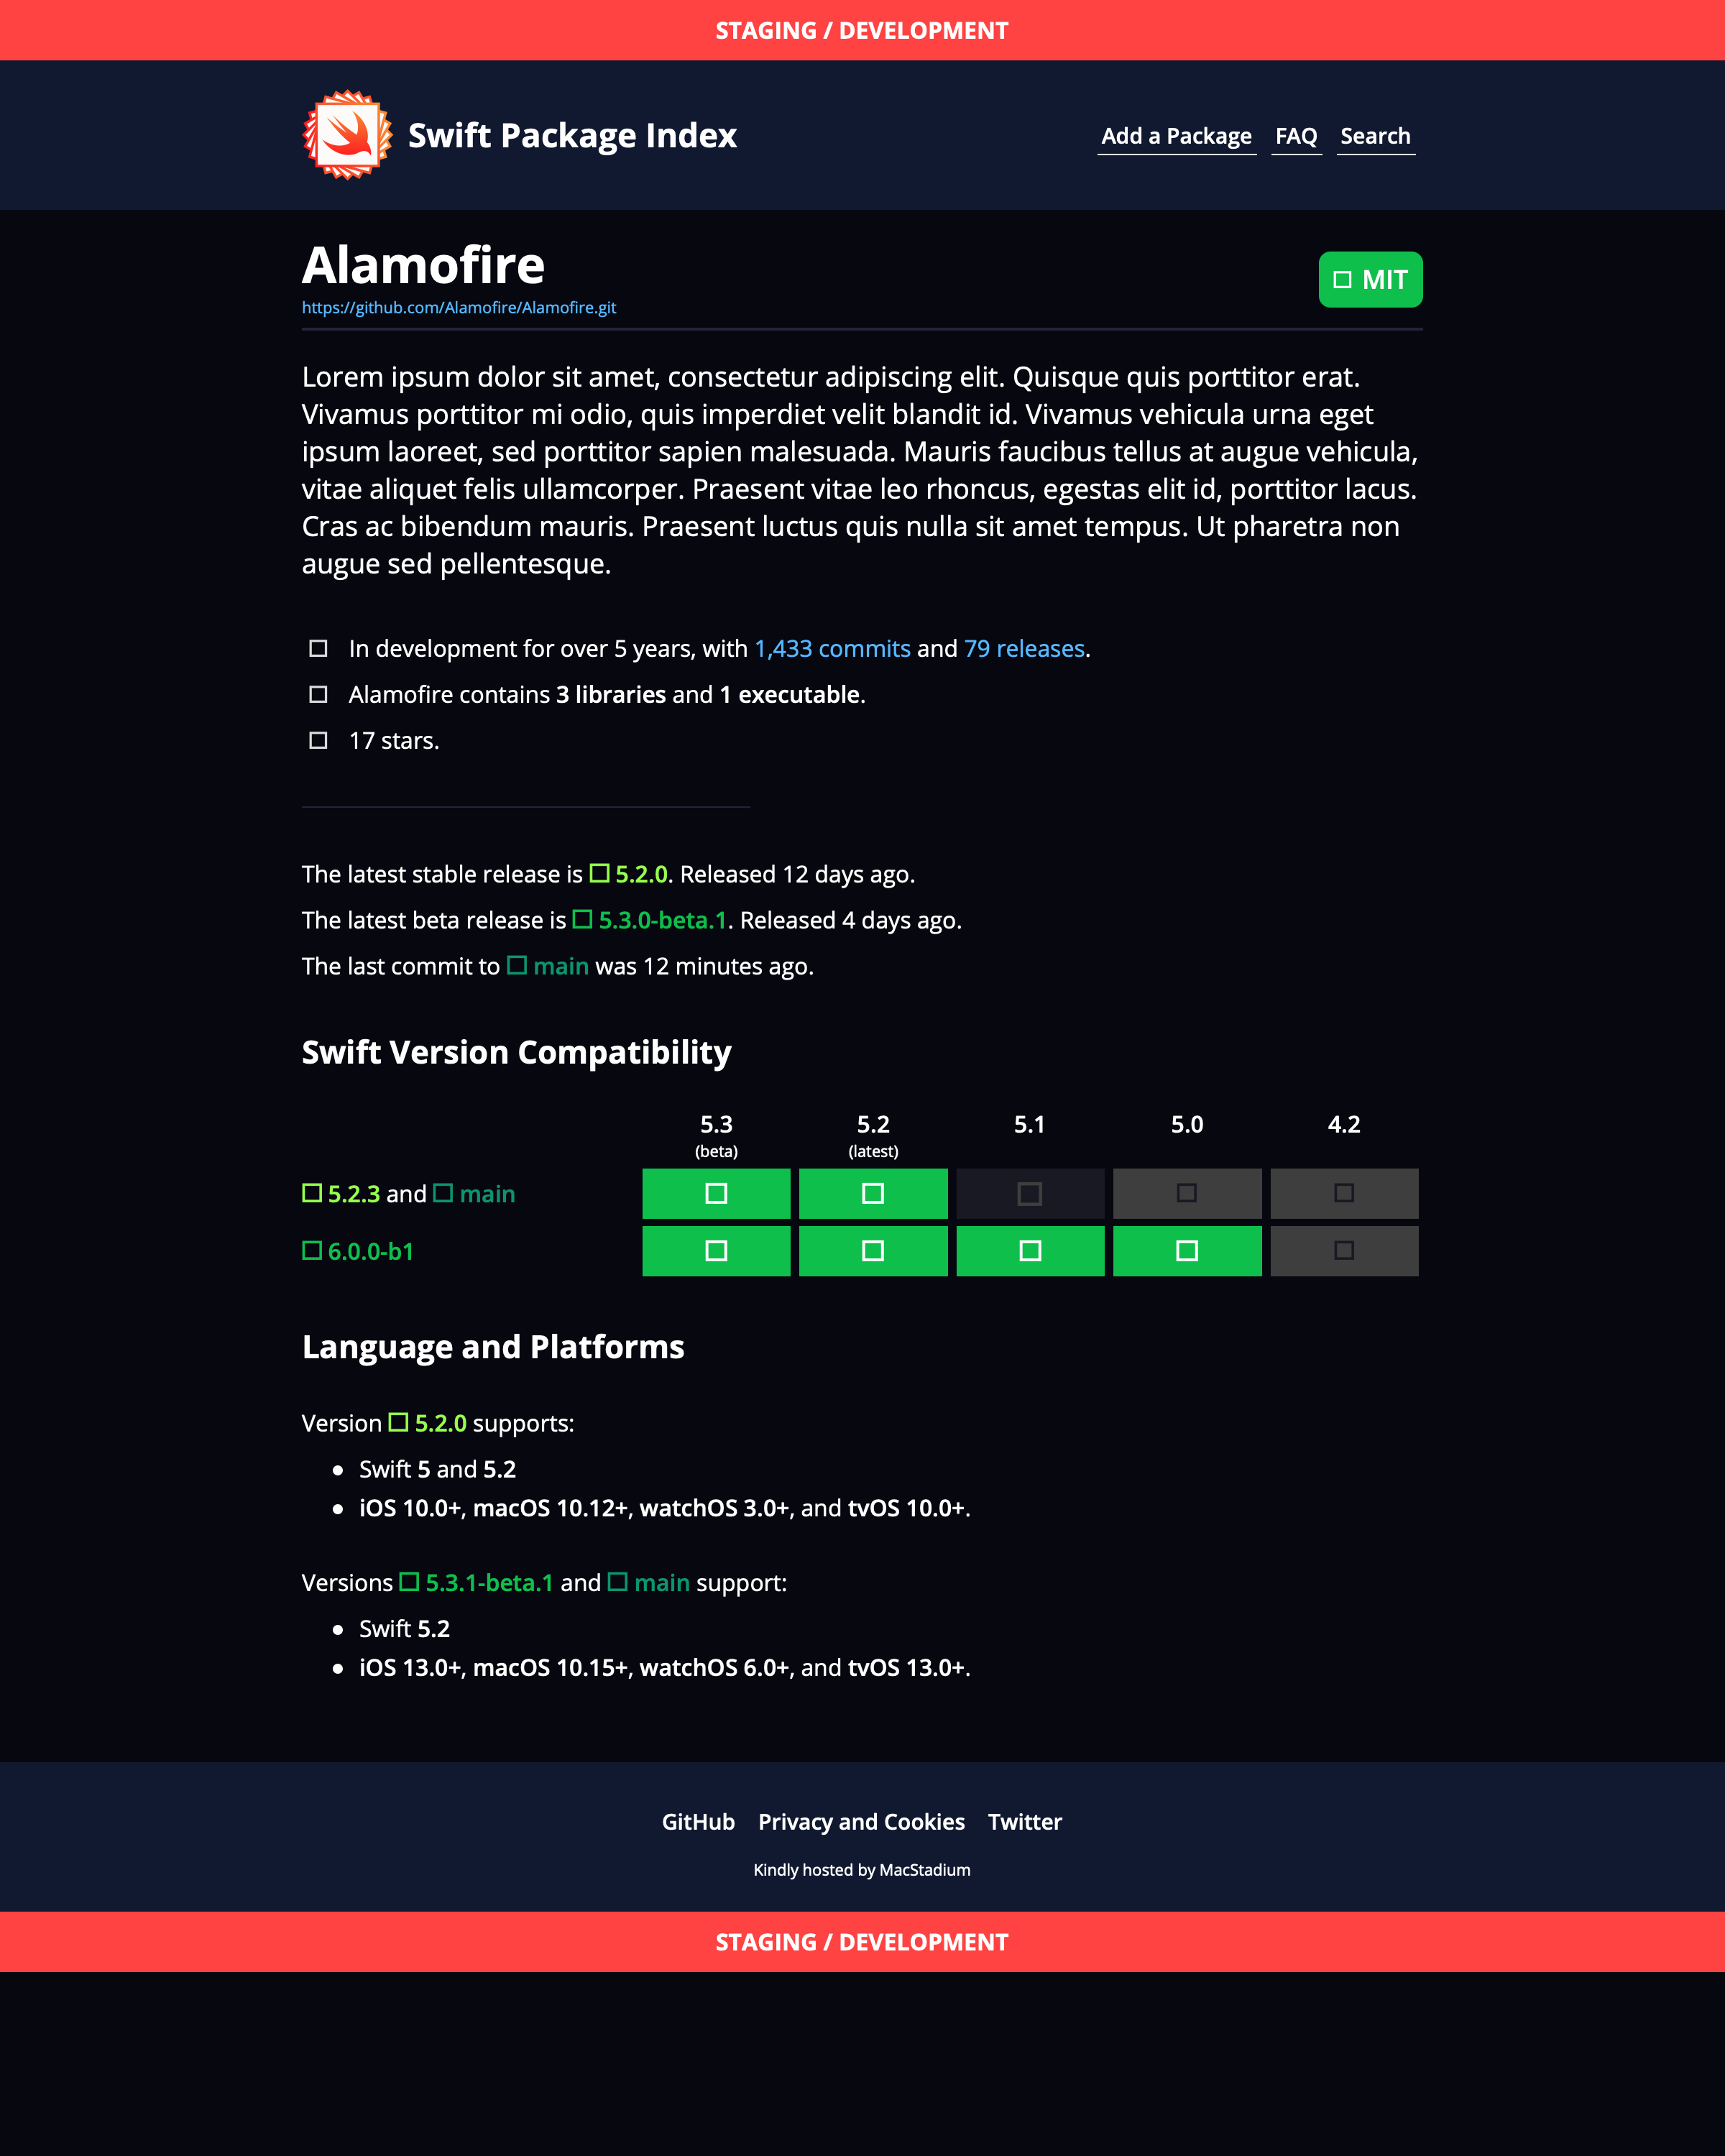 STAGING / DEVELOPMENT
Swift Package Index
Add a Package FAQ Search
Alamofire
MIT
https://github.com/Alamofire/Alamofire.git
Lorem ipsum dolor sit amet, consectetur adipiscing elit. Quisque quis porttitor erat.
Vivamus porttitor mi odio, quis imperdiet velit blandit id. Vivamus vehicula urna eget
ipsum laoreet, sed porttitor sapien malesuada. Mauris faucibus tellus at augue vehicula,
vitae aliquet felis ullamcorper. Praesent vitae leo rhoncus, egestas elit id, porttitor lacus.
Cras ac bibendum mauris. Praesent luctus quis nulla sit amet tempus. Ut pharetra non
augue sed pellentesque.
In development for over 5 years, with 1,433 commits and 79 releases.
Alamofire contains 3 libraries and 1 executable.
17 stars.
The latest stable release is 5.2.0. Released 12 days ago.
The latest beta release is 5.3.0-beta.1. Released 4 days ago.
The last commit to main was 12 minutes ago.
Swift Version Compatibility
5.3 5.2 5.1 5.0 4.2
(beta) (latest)
5.2.3 and main
6.0.0-b1
Language and Platforms
Version 5.2.0 supports:
• Swift 5 and 5.2
• iOS 10.0+, macOS 10.12+, watchOS 3.0+, and tvOS 10.0+.
Versions 5.3.1-beta.1 and main support:
• Swift 5.2
• iOS 13.0+, macOS 10.15+, watchOS 6.0+, and tvOS 13.0+.
GitHub Privacy and Cookies Twitter
Kindly hosted by MacStadium
STAGING / DEVELOPMENT